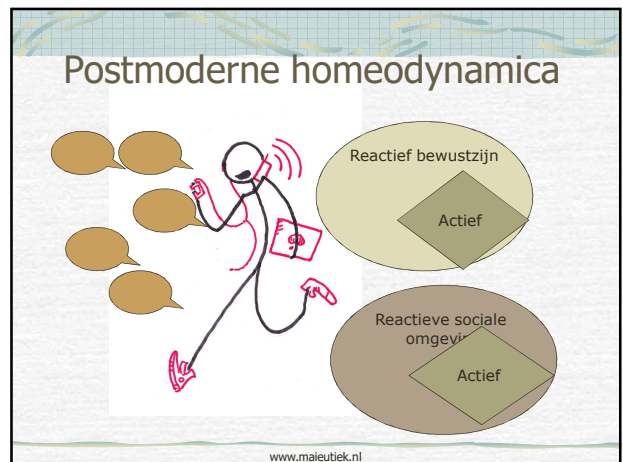 Postmoderne homeodynamica
Reactief bewustzijn
Actief
Reactieve sociale
Actief
www.maieutiek.nl